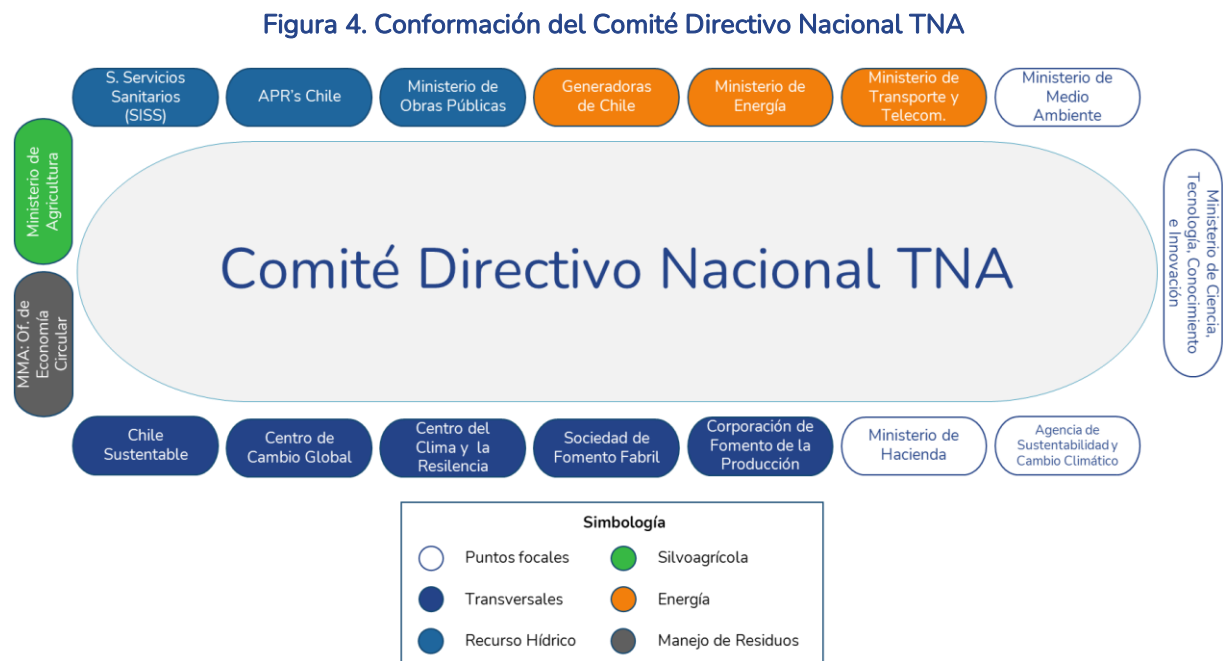 Figura 4. Conformación del Comité Directivo Nacional TNA
S. Servicios
Sanitarios
(SISS)
APR's Chile
Ministerio de
Obras Públicas
Generadoras
de Chile
Ministerio de
Energía
Ministerio de
Transporte y
Telecom.
Ministerio de
Medio
Ambiente
Ministerio de
Agricultura
MMA: Of. de
Economía
Circular
Comité Directivo Nacional TNA
Ministerio de Ciencia,
Tecnología, Conocimiento
e Innovación
Chile
Sustentable
Centro de
Cambio Global
Centro del
Clima y la
Resilencia
Sociedad de
Fomento Fabril
Corporación de
Fomento de la
Producción
Ministerio de
Hacienda
Agencia de
Sustentabilidad y
Cambio Climático
Simbología
Puntos focales
Silvoagrícola
Transversales
Energía
Recurso Hídrico
Manejo de Residuos